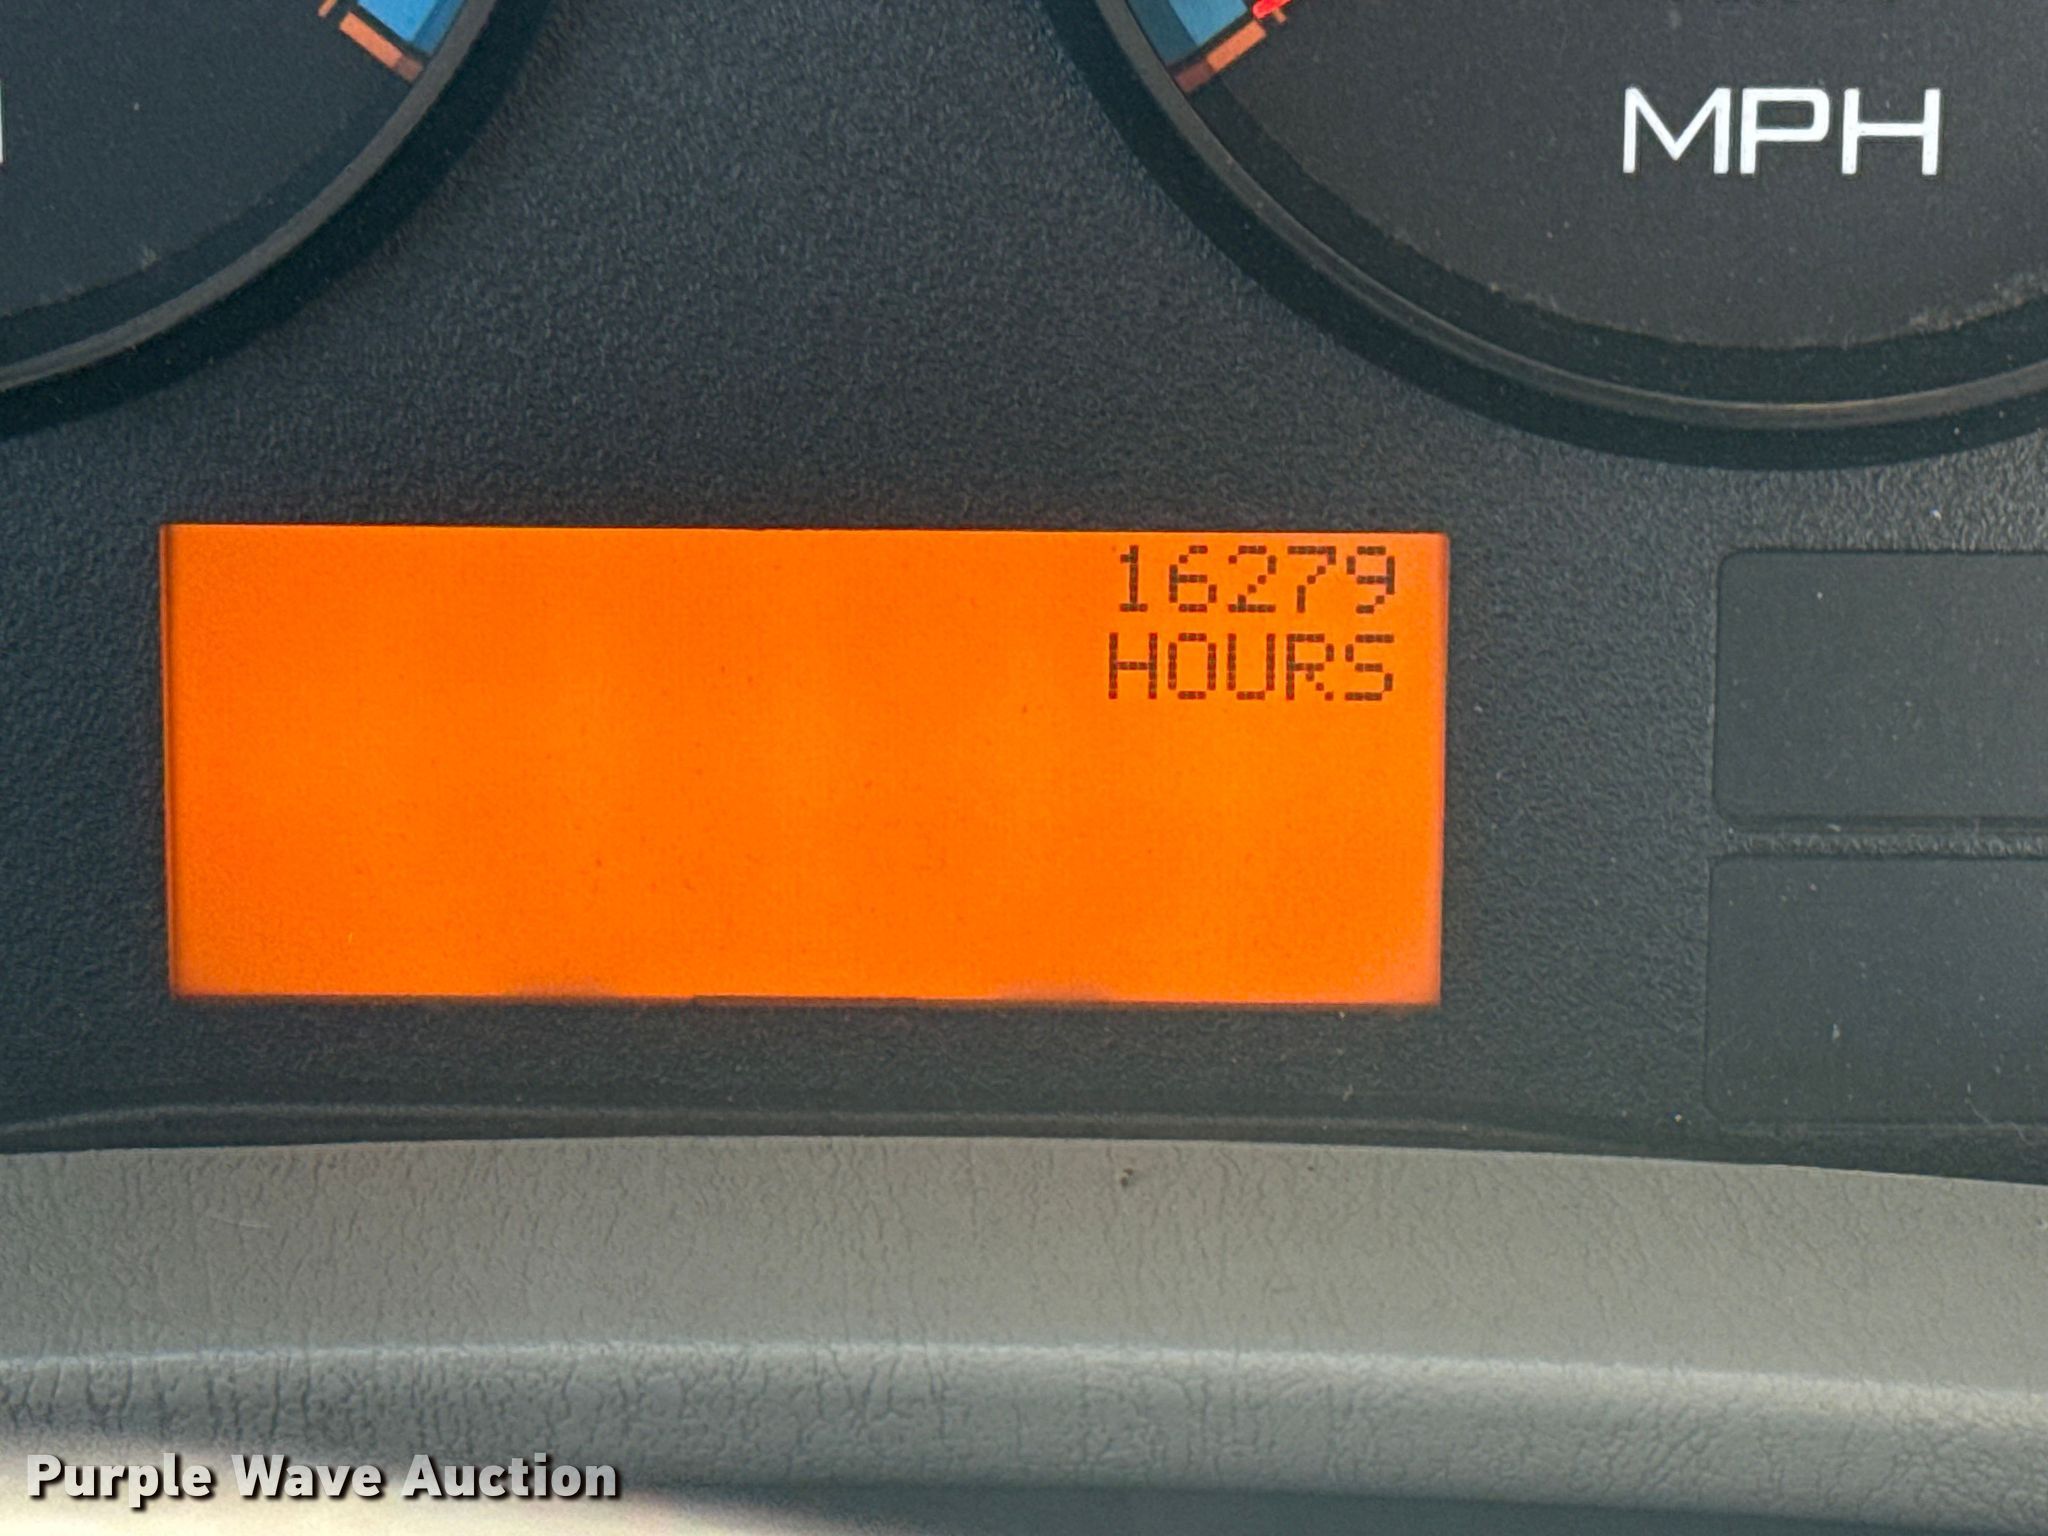 MPH
16279
HOURS
Purple Wave Auction